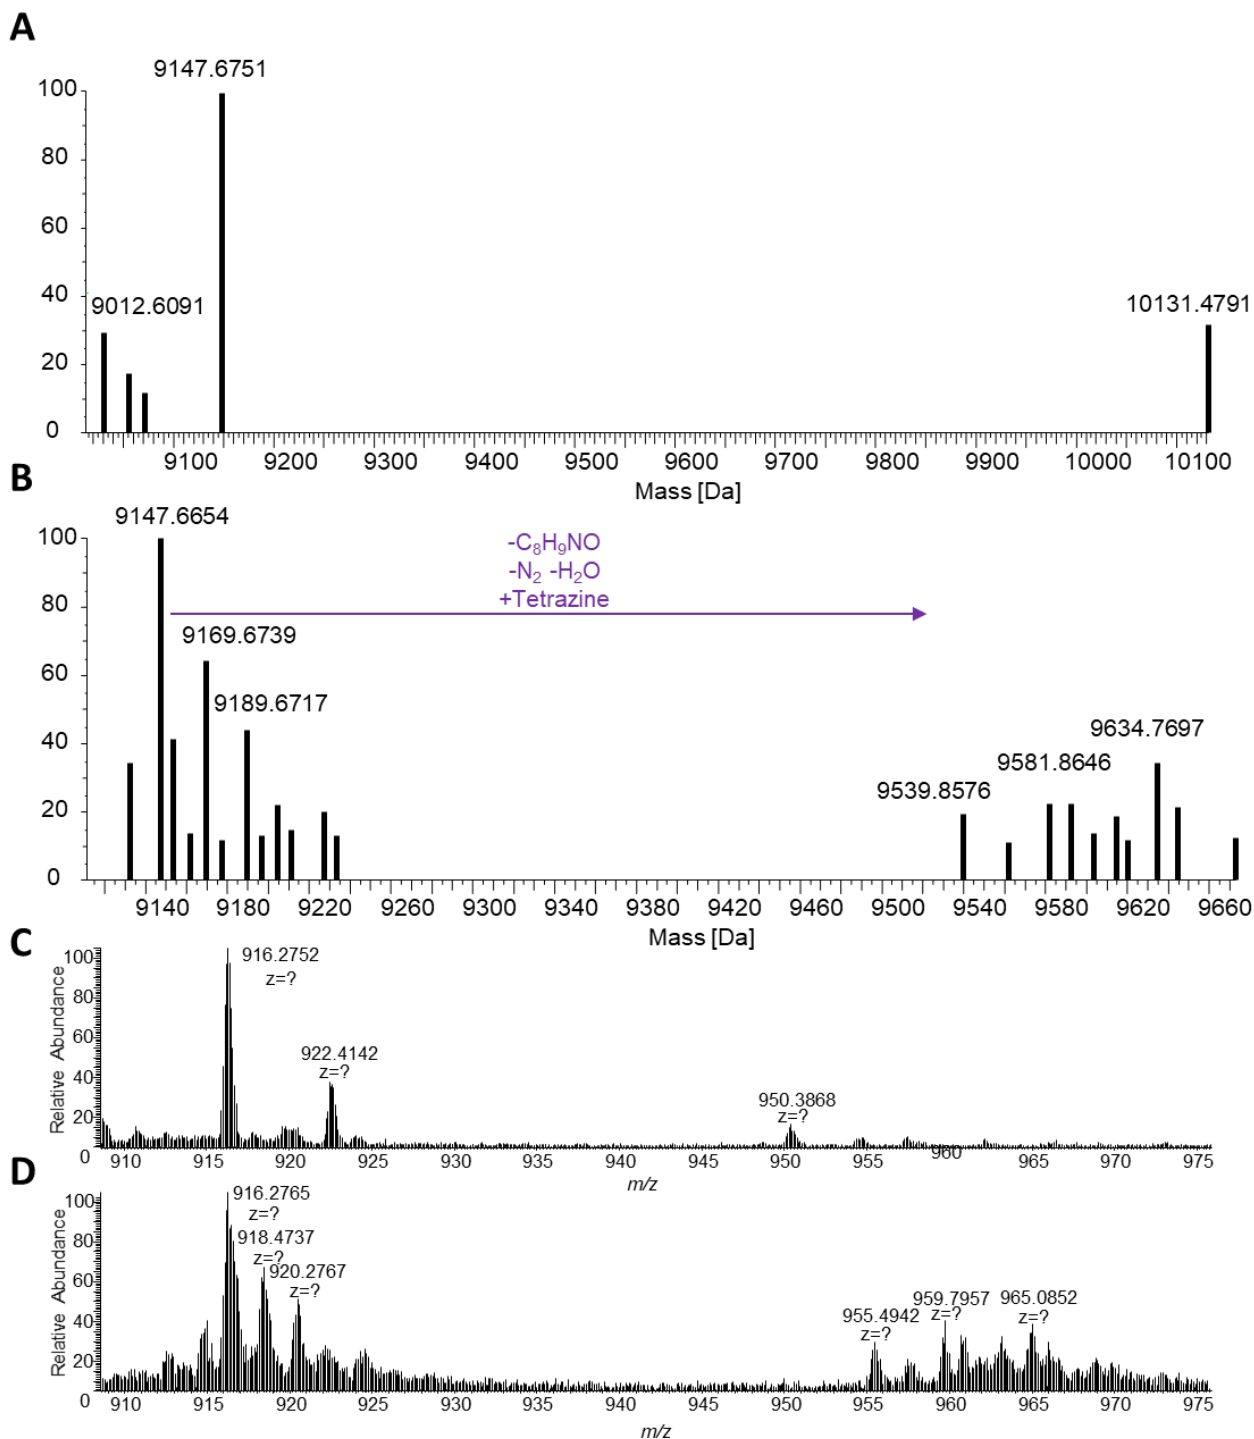 A
9147.6751
100
80
60
40
20
0
9012.6091
10131.4791
9100 9200 9300 9400 9500 9600 9700 9800 9900 10000 10100
Mass [Da]
B
9147.6654
100
80
60
40
20
0
-C₈H₉NO
-N₂ -H₂O
+Tetrazine
9169.6739
9189.6717
9634.7697
9581.8646
9539.8576
9140 9180 9220 9260 9300 9340 9380 9420 9460 9500 9540 9580 9620 9660
Mass [Da]
C
Relative Abundance
100
80
60
40
20
0
916.2752
z=?
922.4142
z=?
950.3868
z=?
910 915 920 925 930 935 940 945 950 955 960 965 970 975
m/z
D
Relative Abundance
100
80
60
40
20
0
916.2765
z=?
918.4737
z=?
920.2767
z=?
955.4942
z=?
959.7957
z=?
965.0852
z=?
910 915 920 925 930 935 940 945 950 955 960 965 970 975
m/z